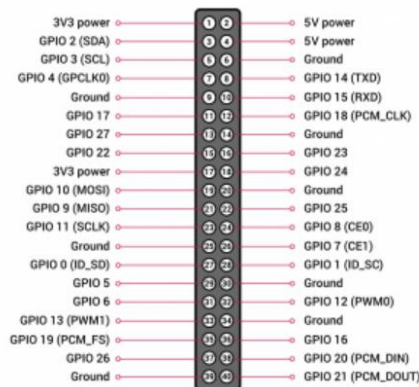 3V3 power 1 2 5V power
GPIO 2 (SDA) 3 4 5V power
GPIO 3 (SCL) 5 6 Ground
GPIO 4 (GPCLK0) 7 8 GPIO 14 (TXD)
Ground 9 10 GPIO 15 (RXD)
GPIO 17 11 12 GPIO 18 (PCM_CLK)
GPIO 27 13 14 Ground
GPIO 22 15 16 GPIO 23
3V3 power 17 18 GPIO 24
GPIO 10 (MOSI) 19 20 Ground
GPIO 9 (MISO) 21 22 GPIO 25
GPIO 11 (SCLK) 23 24 GPIO 8 (CE0)
Ground 25 26 GPIO 7 (CE1)
GPIO 0 (ID_SD) 27 28 GPIO 1 (ID_SC)
GPIO 5 29 30 Ground
GPIO 6 31 32 GPIO 12 (PWM0)
GPIO 13 (PWM1) 33 34 Ground
GPIO 19 (PCM_FS) 35 36 GPIO 16
GPIO 26 37 38 GPIO 20 (PCM_DIN)
Ground 39 40 GPIO 21 (PCM_DOUT)